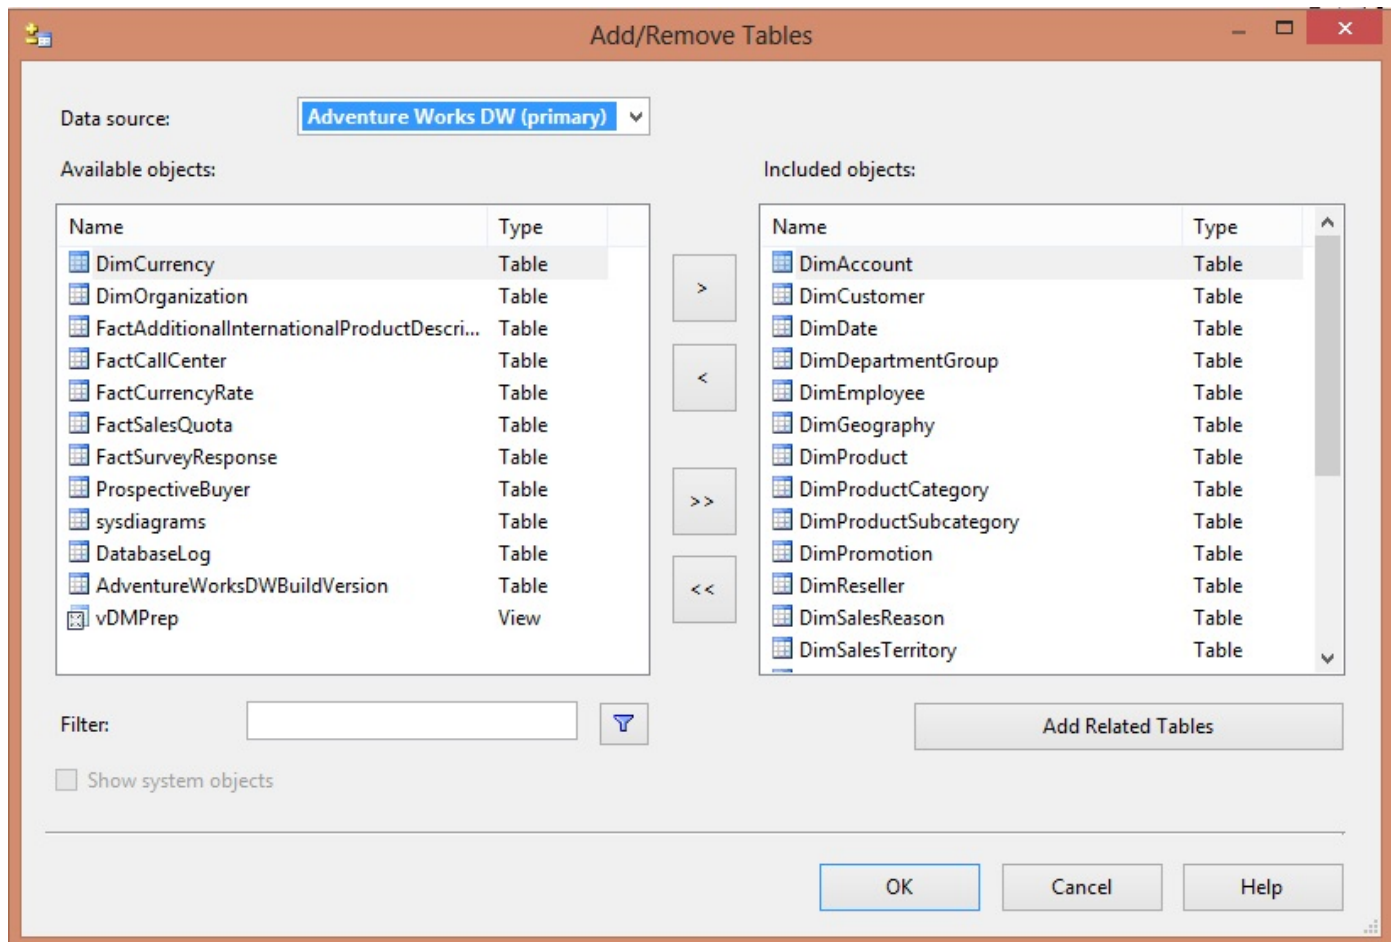 Add/Remove Tables
Data source: Adventure Works DW (primary)
Available objects:
Name Type
DimCurrency Table
DimOrganization Table
FactAdditionalInternationalProductDescri... Table
FactCallCenter Table
FactCurrencyRate Table
FactSalesQuota Table
FactSurveyResponse Table
ProspectiveBuyer Table
sysdiagrams Table
DatabaseLog Table
AdventureWorksDWBuildVersion Table
vDMPrep View
Filter:
Show system objects
>
<
>>
<<
Included objects:
Name Type
DimAccount Table
DimCustomer Table
DimDate Table
DimDepartmentGroup Table
DimEmployee Table
DimGeography Table
DimProduct Table
DimProductCategory Table
DimProductSubcategory Table
DimPromotion Table
DimReseller Table
DimSalesReason Table
DimSalesTerritory Table
Add Related Tables
OK Cancel Help